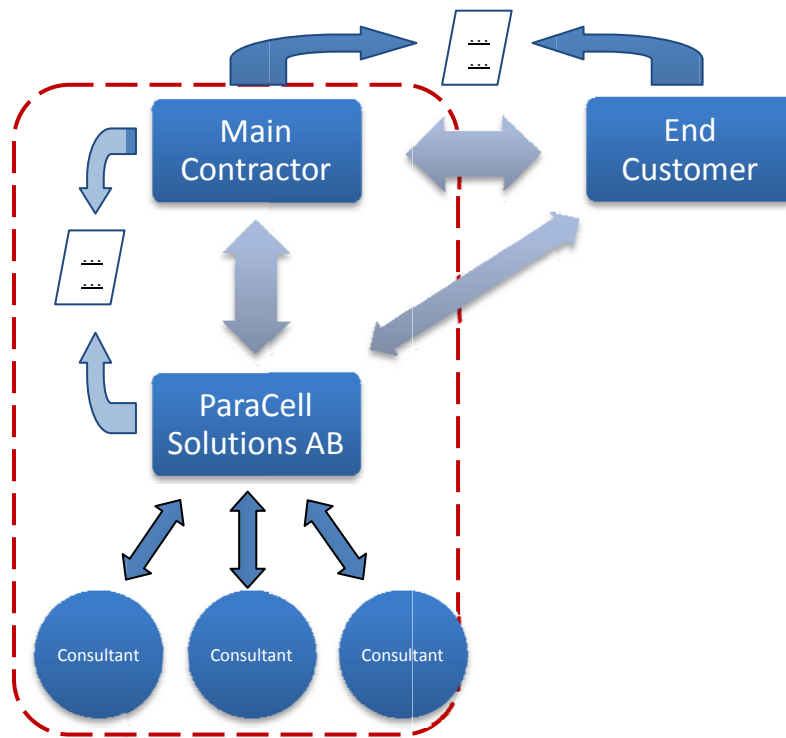 ...
...
Main
Contractor
End
Customer
...
...
ParaCell
Solutions AB
Consultant
Consultant
Consultant